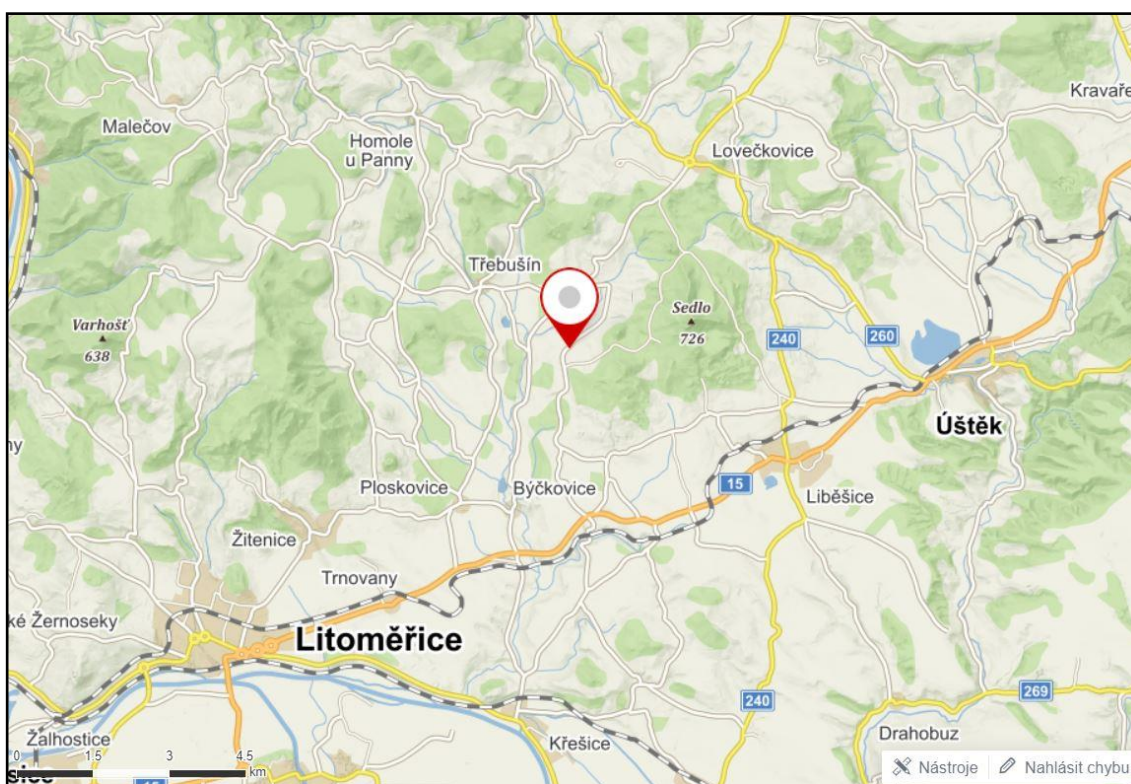 Kravaře
Malečov
Homole
u Panny
Lovečkovice
Třebušín
Sedlo
726
Varhošť
638
240
260
Úštěk
ny
15
Ploskovice
Býčkovice
Liběšice
Žitenice
Trnovany
ké Žernoseky
Litoměřice
240
269
Drahobuz
Křešice
Žalhostice
0 1.5 3 4.5
km
sice
15
Nástroje
Nahlásit chybu